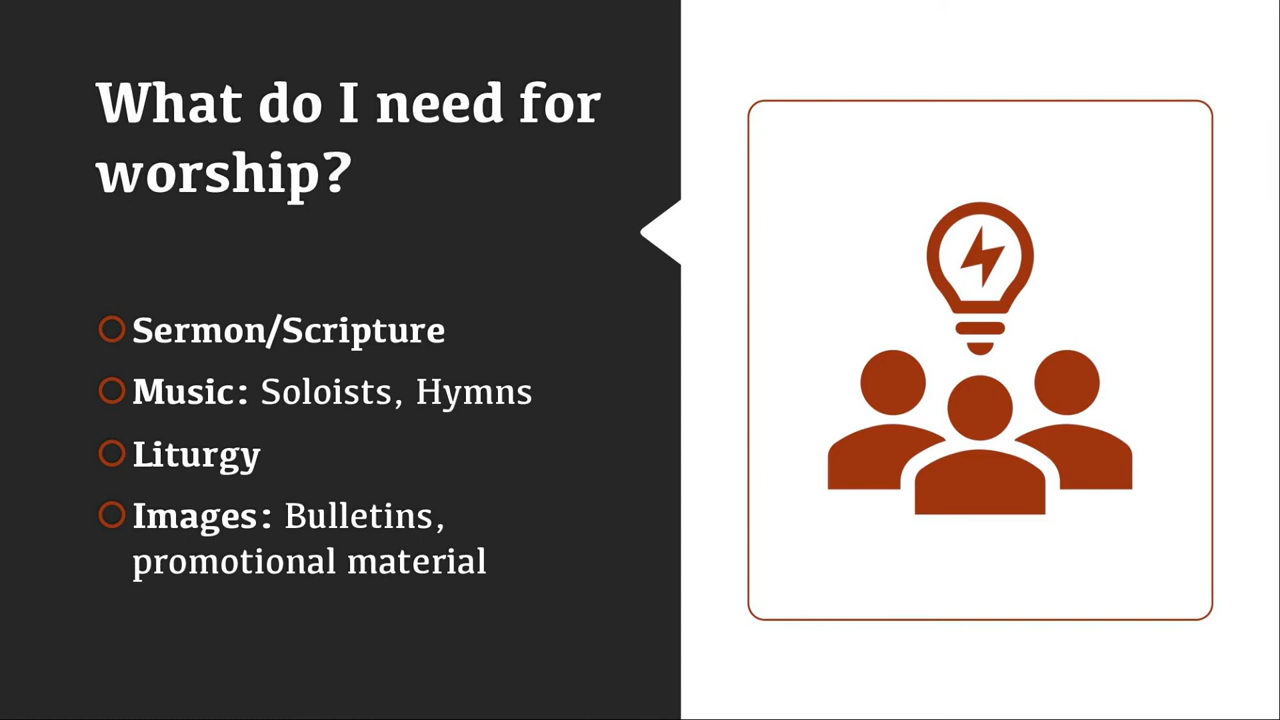 What do I need for
worship?
Sermon/Scripture
Music: Soloists, Hymns
Liturgy
Images: Bulletins,
promotional material